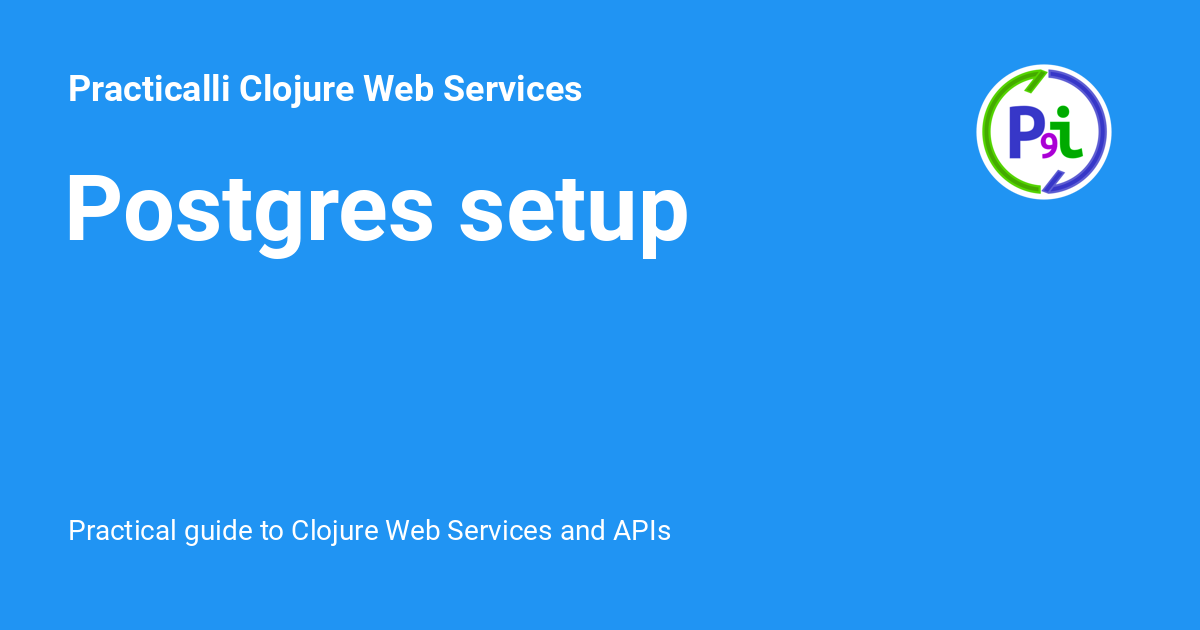 Practicalli Clojure Web Services
P9i
Postgres setup
Practical guide to Clojure Web Services and APIs